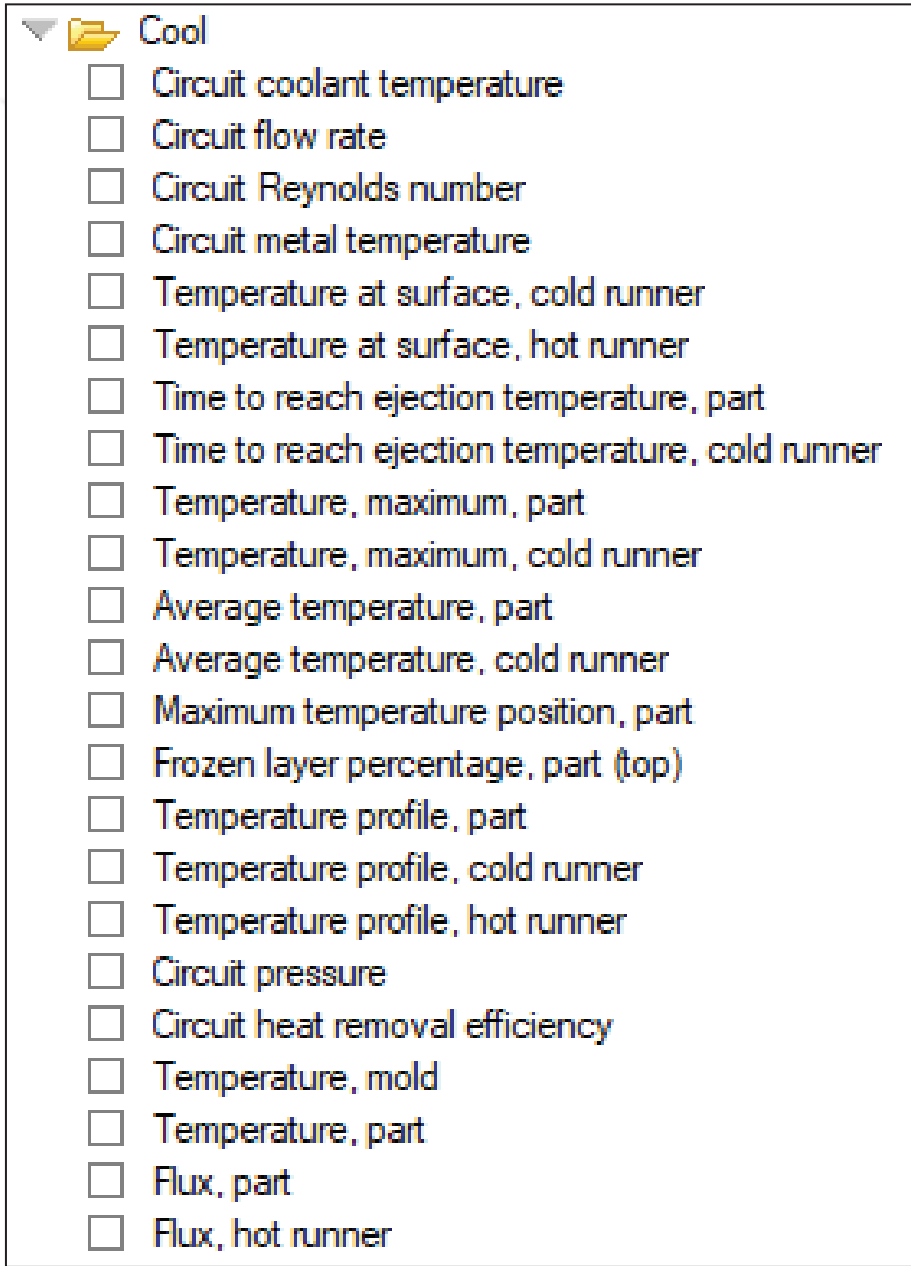 Cool
Circuit coolant temperature
Circuit flow rate
Circuit Reynolds number
Circuit metal temperature
Temperature at surface, cold runner
Temperature at surface, hot runner
Time to reach ejection temperature, part
Time to reach ejection temperature, cold runner
Temperature, maximum, part
Temperature, maximum, cold runner
Average temperature, part
Average temperature, cold runner
Maximum temperature position, part
Frozen layer percentage, part (top)
Temperature profile, part
Temperature profile, cold runner
Temperature profile, hot runner
Circuit pressure
Circuit heat removal efficiency
Temperature, mold
Temperature, part
Flux, part
Flux, hot runner